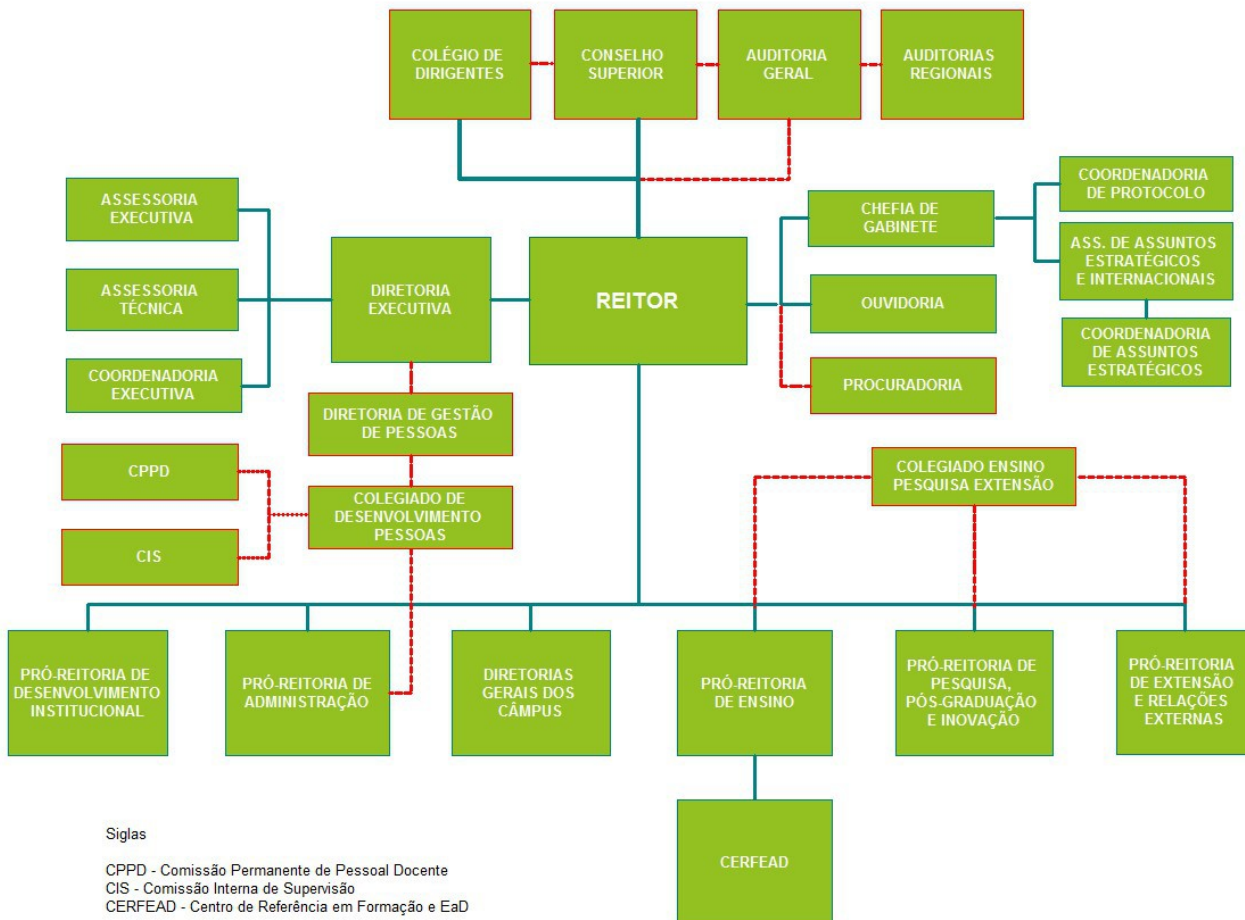 COLÉGIO DE
DIRIGENTES
CONSELHO
SUPERIOR
AUDITORIA
GERAL
AUDITORIAS
REGIONAIS
ASSESSORIA
EXECUTIVA
ASSESSORIA
TÉCNICA
COORDENADORIA
EXECUTIVA
DIRETORIA
EXECUTIVA
REITOR
CHEFIA DE
GABINETE
OUVIDORIA
PROCURADORIA
COORDENADORIA
DE PROTOCOLO
ASS. DE ASSUNTOS
ESTRATÉGICOS
E INTERNACIONAIS
COORDENADORIA
DE ASSUNTOS
ESTRATÉGICOS
DIRETORIA DE GESTÃO
DE PESSOAS
CPPD
CIS
COLEGIADO DE
DESENVOLVIMENTO
PESSOAS
COLEGIADO ENSINO
PESQUISA EXTENSÃO
PRÓ-REITORIA DE
DESENVOLVIMENTO
INSTITUCIONAL
PRÓ-REITORIA DE
ADMINISTRAÇÃO
DIRETORIAS
GERAIS DOS
CÂMPUS
PRÓ-REITORIA
DE ENSINO
PRÓ-REITORIA DE
PESQUISA,
PÓS-GRADUAÇÃO
E INOVAÇÃO
PRÓ-REITORIA
DE EXTENSÃO
E RELAÇÕES
EXTERNAS
CERFEAD
Siglas
CPPD - Comissão Permanente de Pessoal Docente
CIS - Comissão Interna de Supervisão
CERFEAD - Centro de Referência em Formação e EaD